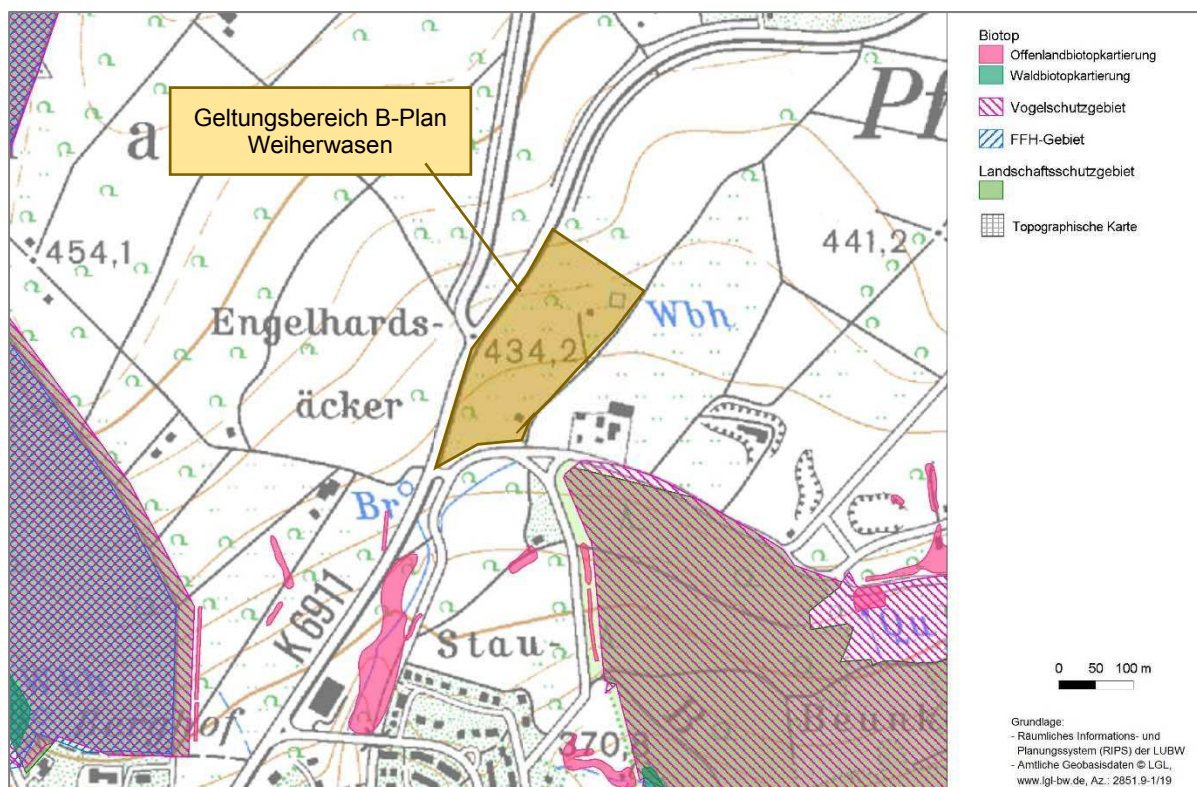 Geltungsbereich B-Plan
Weiherwasen
a
Pf
454,1
441,2
Engelhards-
äcker
434,2
Wbh
Br
K 6911
Stau-
Qu
370,8
Biotop
Offenlandbiotopkartierung
Waldbiotopkartierung
Vogelschutzgebiet
FFH-Gebiet
Landschaftsschutzgebiet
Topographische Karte
0 50 100 m
Grundlage:
- Räumliches Informations- und
Planungssystem (RIPS) der LUBW
- Amtliche Geobasisdaten © LGL,
www.lgl-bw.de, Az.: 2851.9-1/19